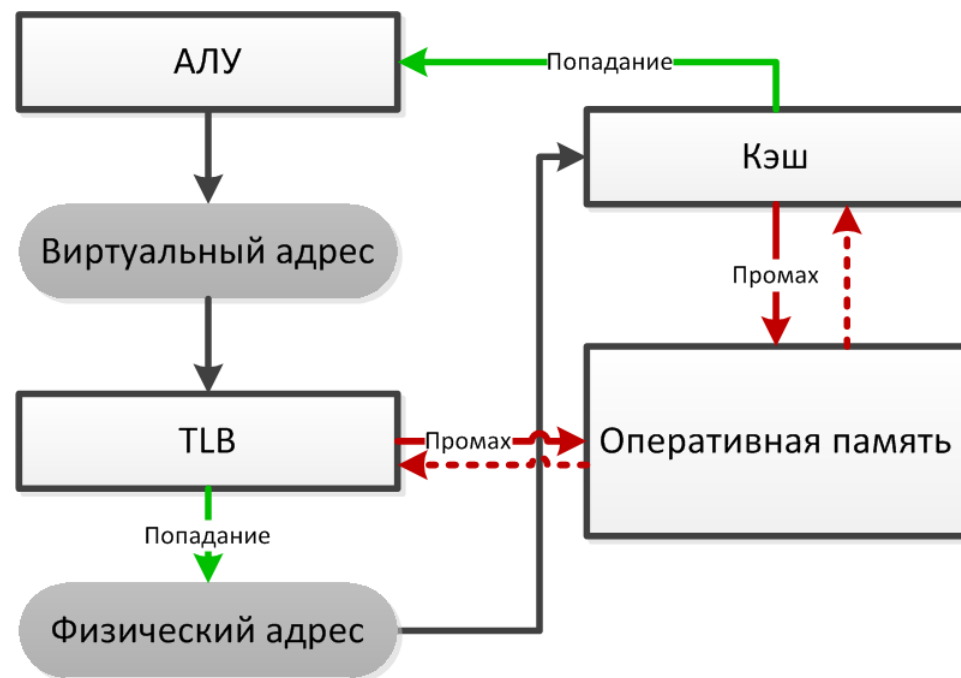 АЛУ
Попадание
Кэш
Виртуальный адрес
Промах
TLB
Промах
Оперативная память
Попадание
Физический адрес